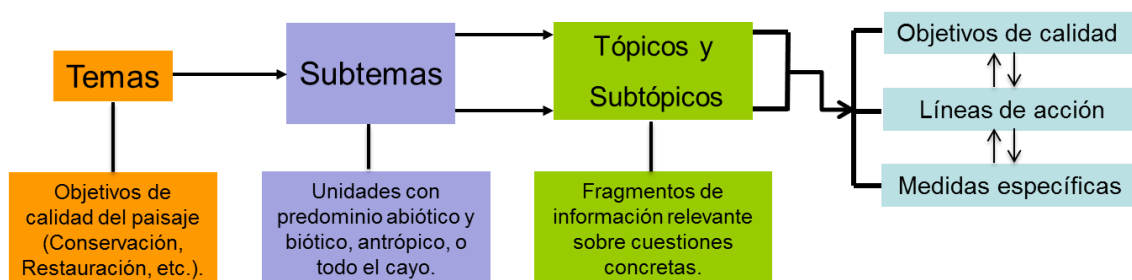 Temas
Subtemas
Tópicos y
Subtópicos
Objetivos de calidad
Líneas de acción
Medidas específicas
Objetivos de
calidad del paisaje
(Conservación,
Restauración, etc.).
Unidades con
predominio abiótico y
biótico, antrópico, o
todo el cayo.
Fragmentos de
información relevante
sobre cuestiones
concretas.